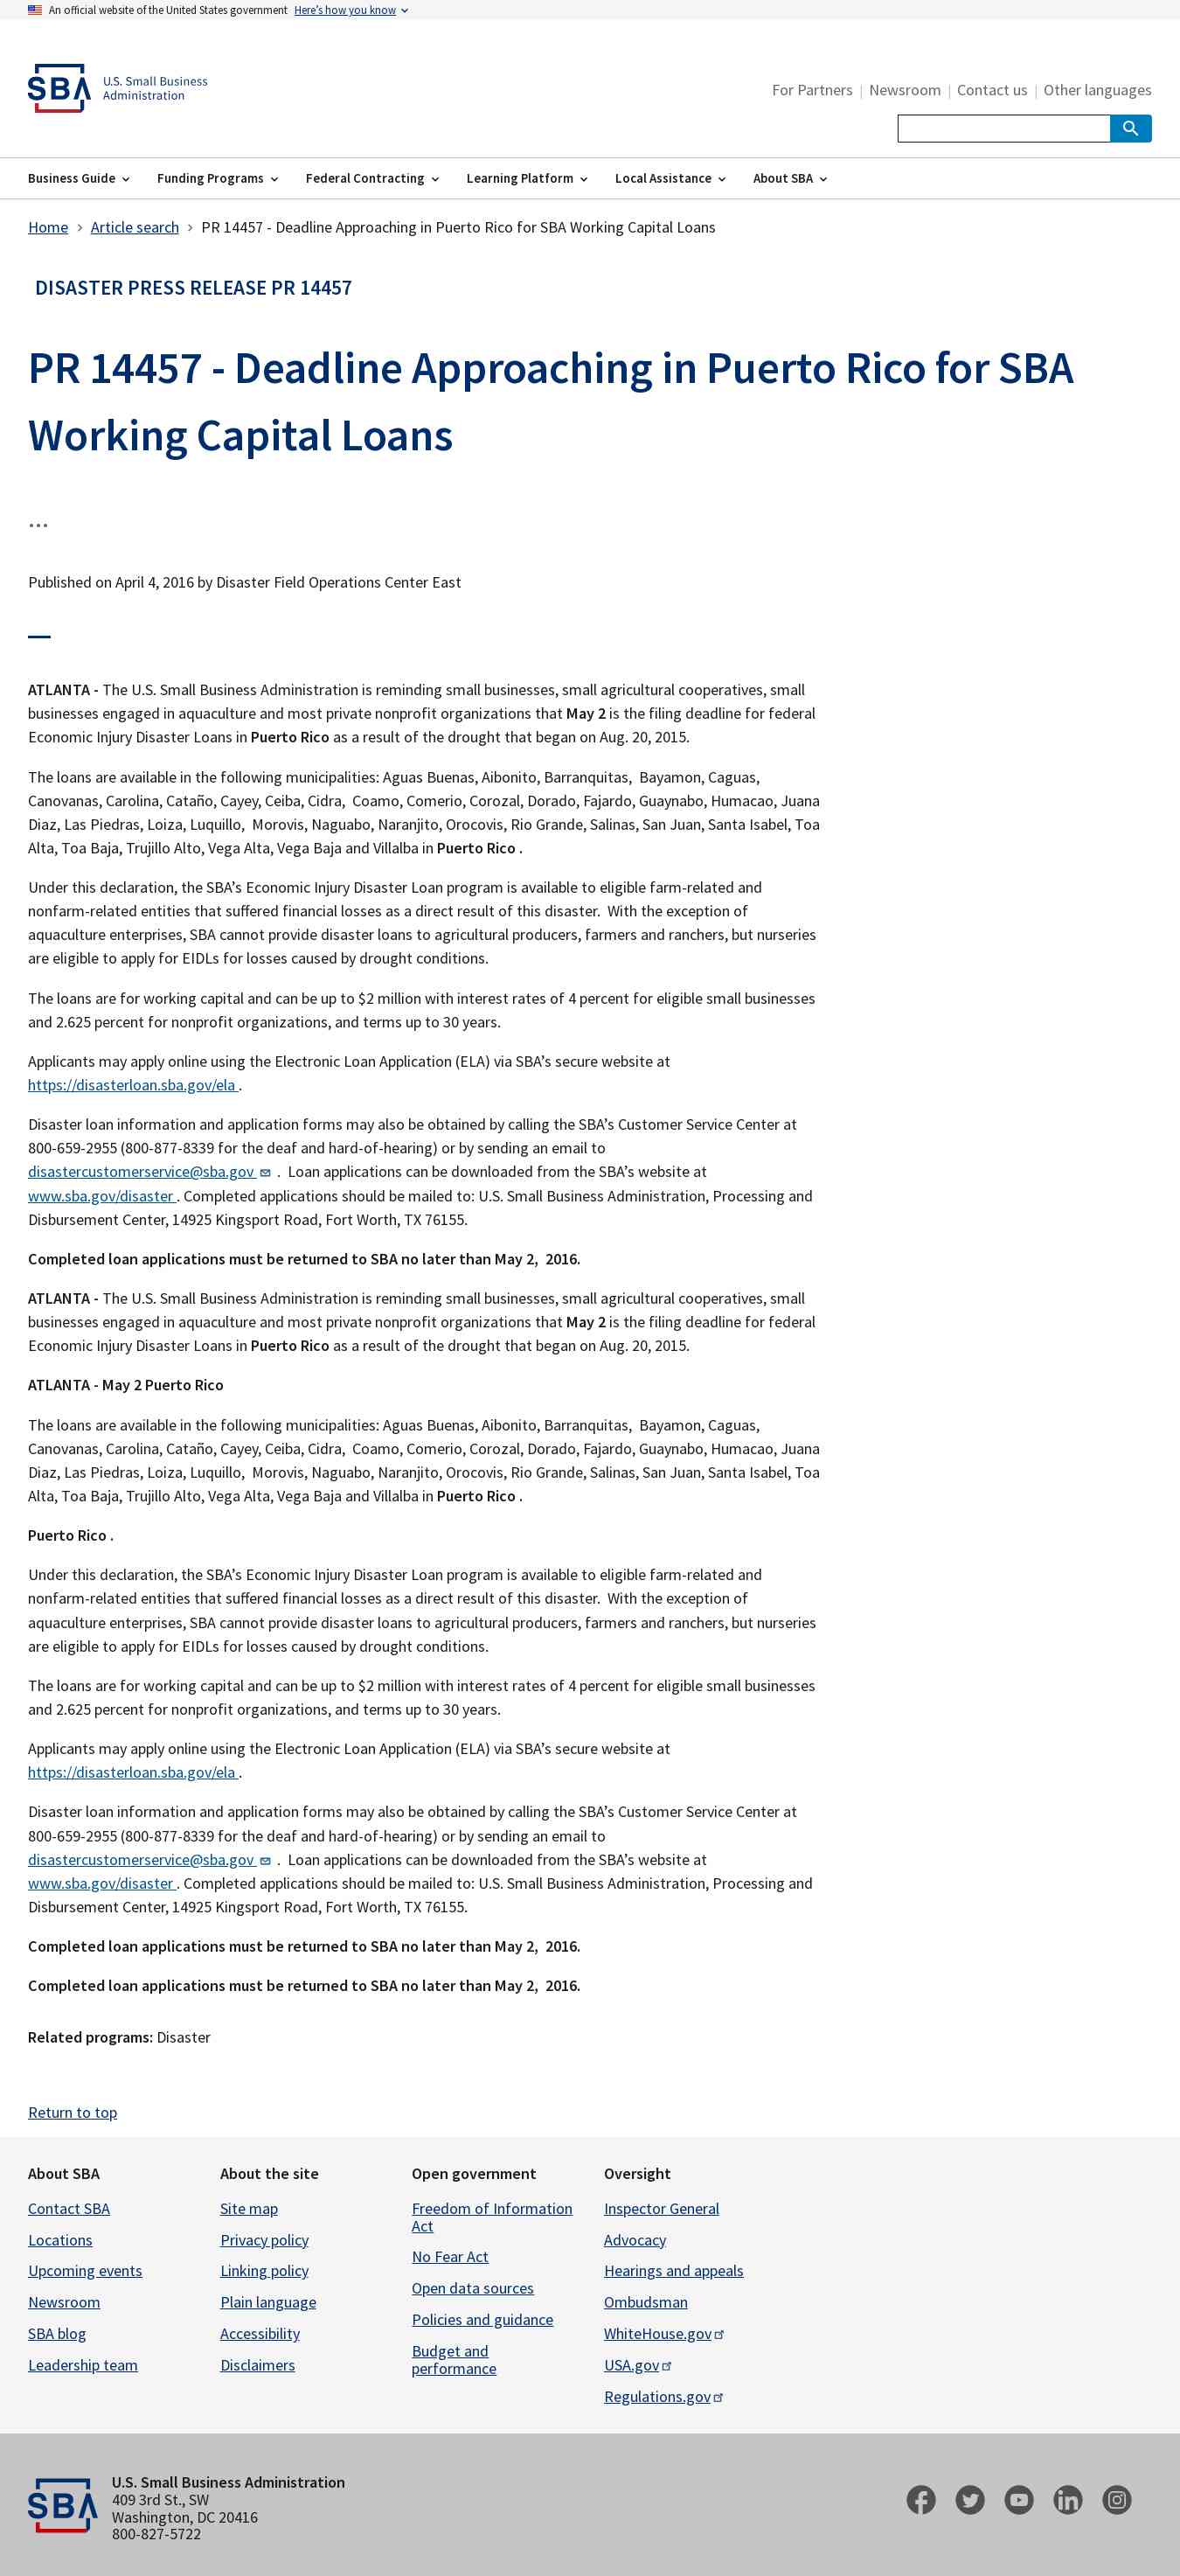 An official website of the United States government Here's how you know
SBA U.S. Small Business
Administration
For Partners | Newsroom | Contact us | Other languages
Business Guide Funding Programs Federal Contracting Learning Platform Local Assistance About SBA
Home > Article search > PR 14457 - Deadline Approaching in Puerto Rico for SBA Working Capital Loans
DISASTER PRESS RELEASE PR 14457
PR 14457 - Deadline Approaching in Puerto Rico for SBA
Working Capital Loans
...
Published on April 4, 2016 by Disaster Field Operations Center East
ATLANTA - The U.S. Small Business Administration is reminding small businesses, small agricultural cooperatives, small
businesses engaged in aquaculture and most private nonprofit organizations that May 2 is the filing deadline for federal
Economic Injury Disaster Loans in Puerto Rico as a result of the drought that began on Aug. 20, 2015.
The loans are available in the following municipalities: Aguas Buenas, Aibonito, Barranquitas,  Bayamon, Caguas,
Canovanas, Carolina, Cataño, Cayey, Ceiba, Cidra,  Coamo, Comerio, Corozal, Dorado, Fajardo, Guaynabo, Humacao, Juana
Diaz, Las Piedras, Loiza, Luquillo,  Morovis, Naguabo, Naranjito, Orocovis, Rio Grande, Salinas, San Juan, Santa Isabel, Toa
Alta, Toa Baja, Trujillo Alto, Vega Alta, Vega Baja and Villalba in Puerto Rico .
Under this declaration, the SBA's Economic Injury Disaster Loan program is available to eligible farm-related and
nonfarm-related entities that suffered financial losses as a direct result of this disaster.  With the exception of
aquaculture enterprises, SBA cannot provide disaster loans to agricultural producers, farmers and ranchers, but nurseries
are eligible to apply for EIDLs for losses caused by drought conditions.
The loans are for working capital and can be up to $2 million with interest rates of 4 percent for eligible small businesses
and 2.625 percent for nonprofit organizations, and terms up to 30 years.
Applicants may apply online using the Electronic Loan Application (ELA) via SBA's secure website at
https://disasterloan.sba.gov/ela .
Disaster loan information and application forms may also be obtained by calling the SBA's Customer Service Center at
800-659-2955 (800-877-8339 for the deaf and hard-of-hearing) or by sending an email to
disastercustomerservice@sba.gov .  Loan applications can be downloaded from the SBA's website at
www.sba.gov/disaster . Completed applications should be mailed to: U.S. Small Business Administration, Processing and
Disbursement Center, 14925 Kingsport Road, Fort Worth, TX 76155.
Completed loan applications must be returned to SBA no later than May 2,  2016.
ATLANTA - The U.S. Small Business Administration is reminding small businesses, small agricultural cooperatives, small
businesses engaged in aquaculture and most private nonprofit organizations that May 2 is the filing deadline for federal
Economic Injury Disaster Loans in Puerto Rico as a result of the drought that began on Aug. 20, 2015.
ATLANTA - May 2 Puerto Rico
The loans are available in the following municipalities: Aguas Buenas, Aibonito, Barranquitas,  Bayamon, Caguas,
Canovanas, Carolina, Cataño, Cayey, Ceiba, Cidra,  Coamo, Comerio, Corozal, Dorado, Fajardo, Guaynabo, Humacao, Juana
Diaz, Las Piedras, Loiza, Luquillo,  Morovis, Naguabo, Naranjito, Orocovis, Rio Grande, Salinas, San Juan, Santa Isabel, Toa
Alta, Toa Baja, Trujillo Alto, Vega Alta, Vega Baja and Villalba in Puerto Rico .
Puerto Rico .
Under this declaration, the SBA's Economic Injury Disaster Loan program is available to eligible farm-related and
nonfarm-related entities that suffered financial losses as a direct result of this disaster.  With the exception of
aquaculture enterprises, SBA cannot provide disaster loans to agricultural producers, farmers and ranchers, but nurseries
are eligible to apply for EIDLs for losses caused by drought conditions.
The loans are for working capital and can be up to $2 million with interest rates of 4 percent for eligible small businesses
and 2.625 percent for nonprofit organizations, and terms up to 30 years.
Applicants may apply online using the Electronic Loan Application (ELA) via SBA's secure website at
https://disasterloan.sba.gov/ela .
Disaster loan information and application forms may also be obtained by calling the SBA's Customer Service Center at
800-659-2955 (800-877-8339 for the deaf and hard-of-hearing) or by sending an email to
disastercustomerservice@sba.gov .  Loan applications can be downloaded from the SBA's website at
www.sba.gov/disaster . Completed applications should be mailed to: U.S. Small Business Administration, Processing and
Disbursement Center, 14925 Kingsport Road, Fort Worth, TX 76155.
Completed loan applications must be returned to SBA no later than May 2,  2016.
Completed loan applications must be returned to SBA no later than May 2,  2016.
Related programs: Disaster
Return to top
About SBA
Contact SBA
Locations
Upcoming events
Newsroom
SBA blog
Leadership team
About the site
Site map
Privacy policy
Linking policy
Plain language
Accessibility
Disclaimers
Open government
Freedom of Information
Act
No Fear Act
Open data sources
Policies and guidance
Budget and
performance
Oversight
Inspector General
Advocacy
Hearings and appeals
Ombudsman
WhiteHouse.gov
USA.gov
Regulations.gov
SBA
U.S. Small Business Administration
409 3rd St., SW
Washington, DC 20416
800-827-5722